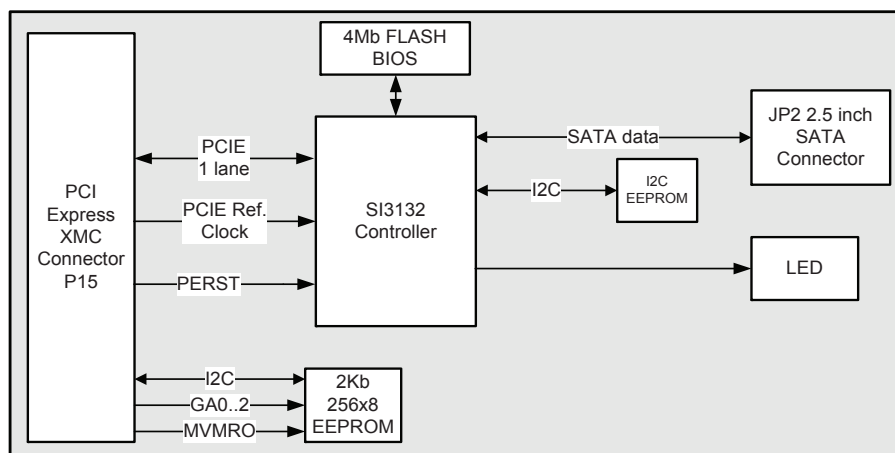 4Mb FLASH
BIOS
PCI
Express
XMC
Connector
P15
PCIE
1 lane
PCIE Ref.
Clock
PERST
SI3132
Controller
SATA data
JP2 2.5 inch
SATA
Connector
I2C
I2C
EEPROM
LED
I2C
GA0..2
MVMRO
2Kb
256x8
EEPROM